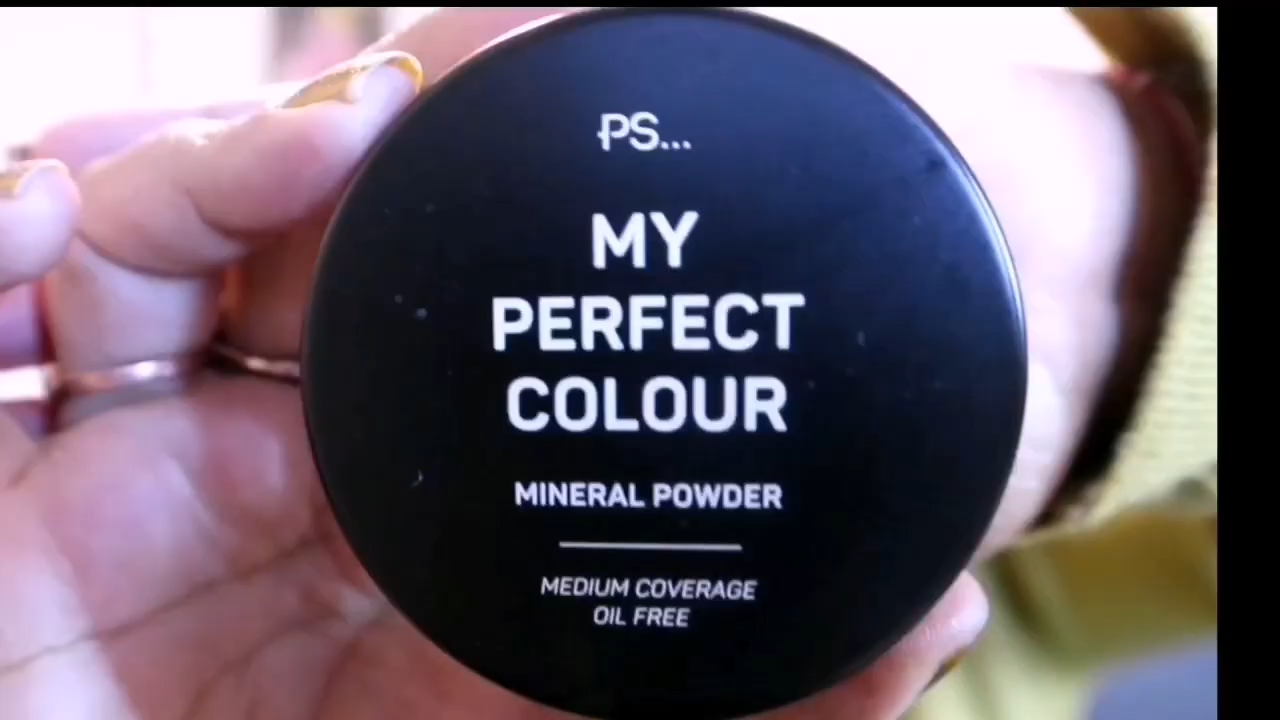 PS...
MY
PERFECT
COLOUR
MINERAL POWDER
MEDIUM COVERAGE
OIL FREE